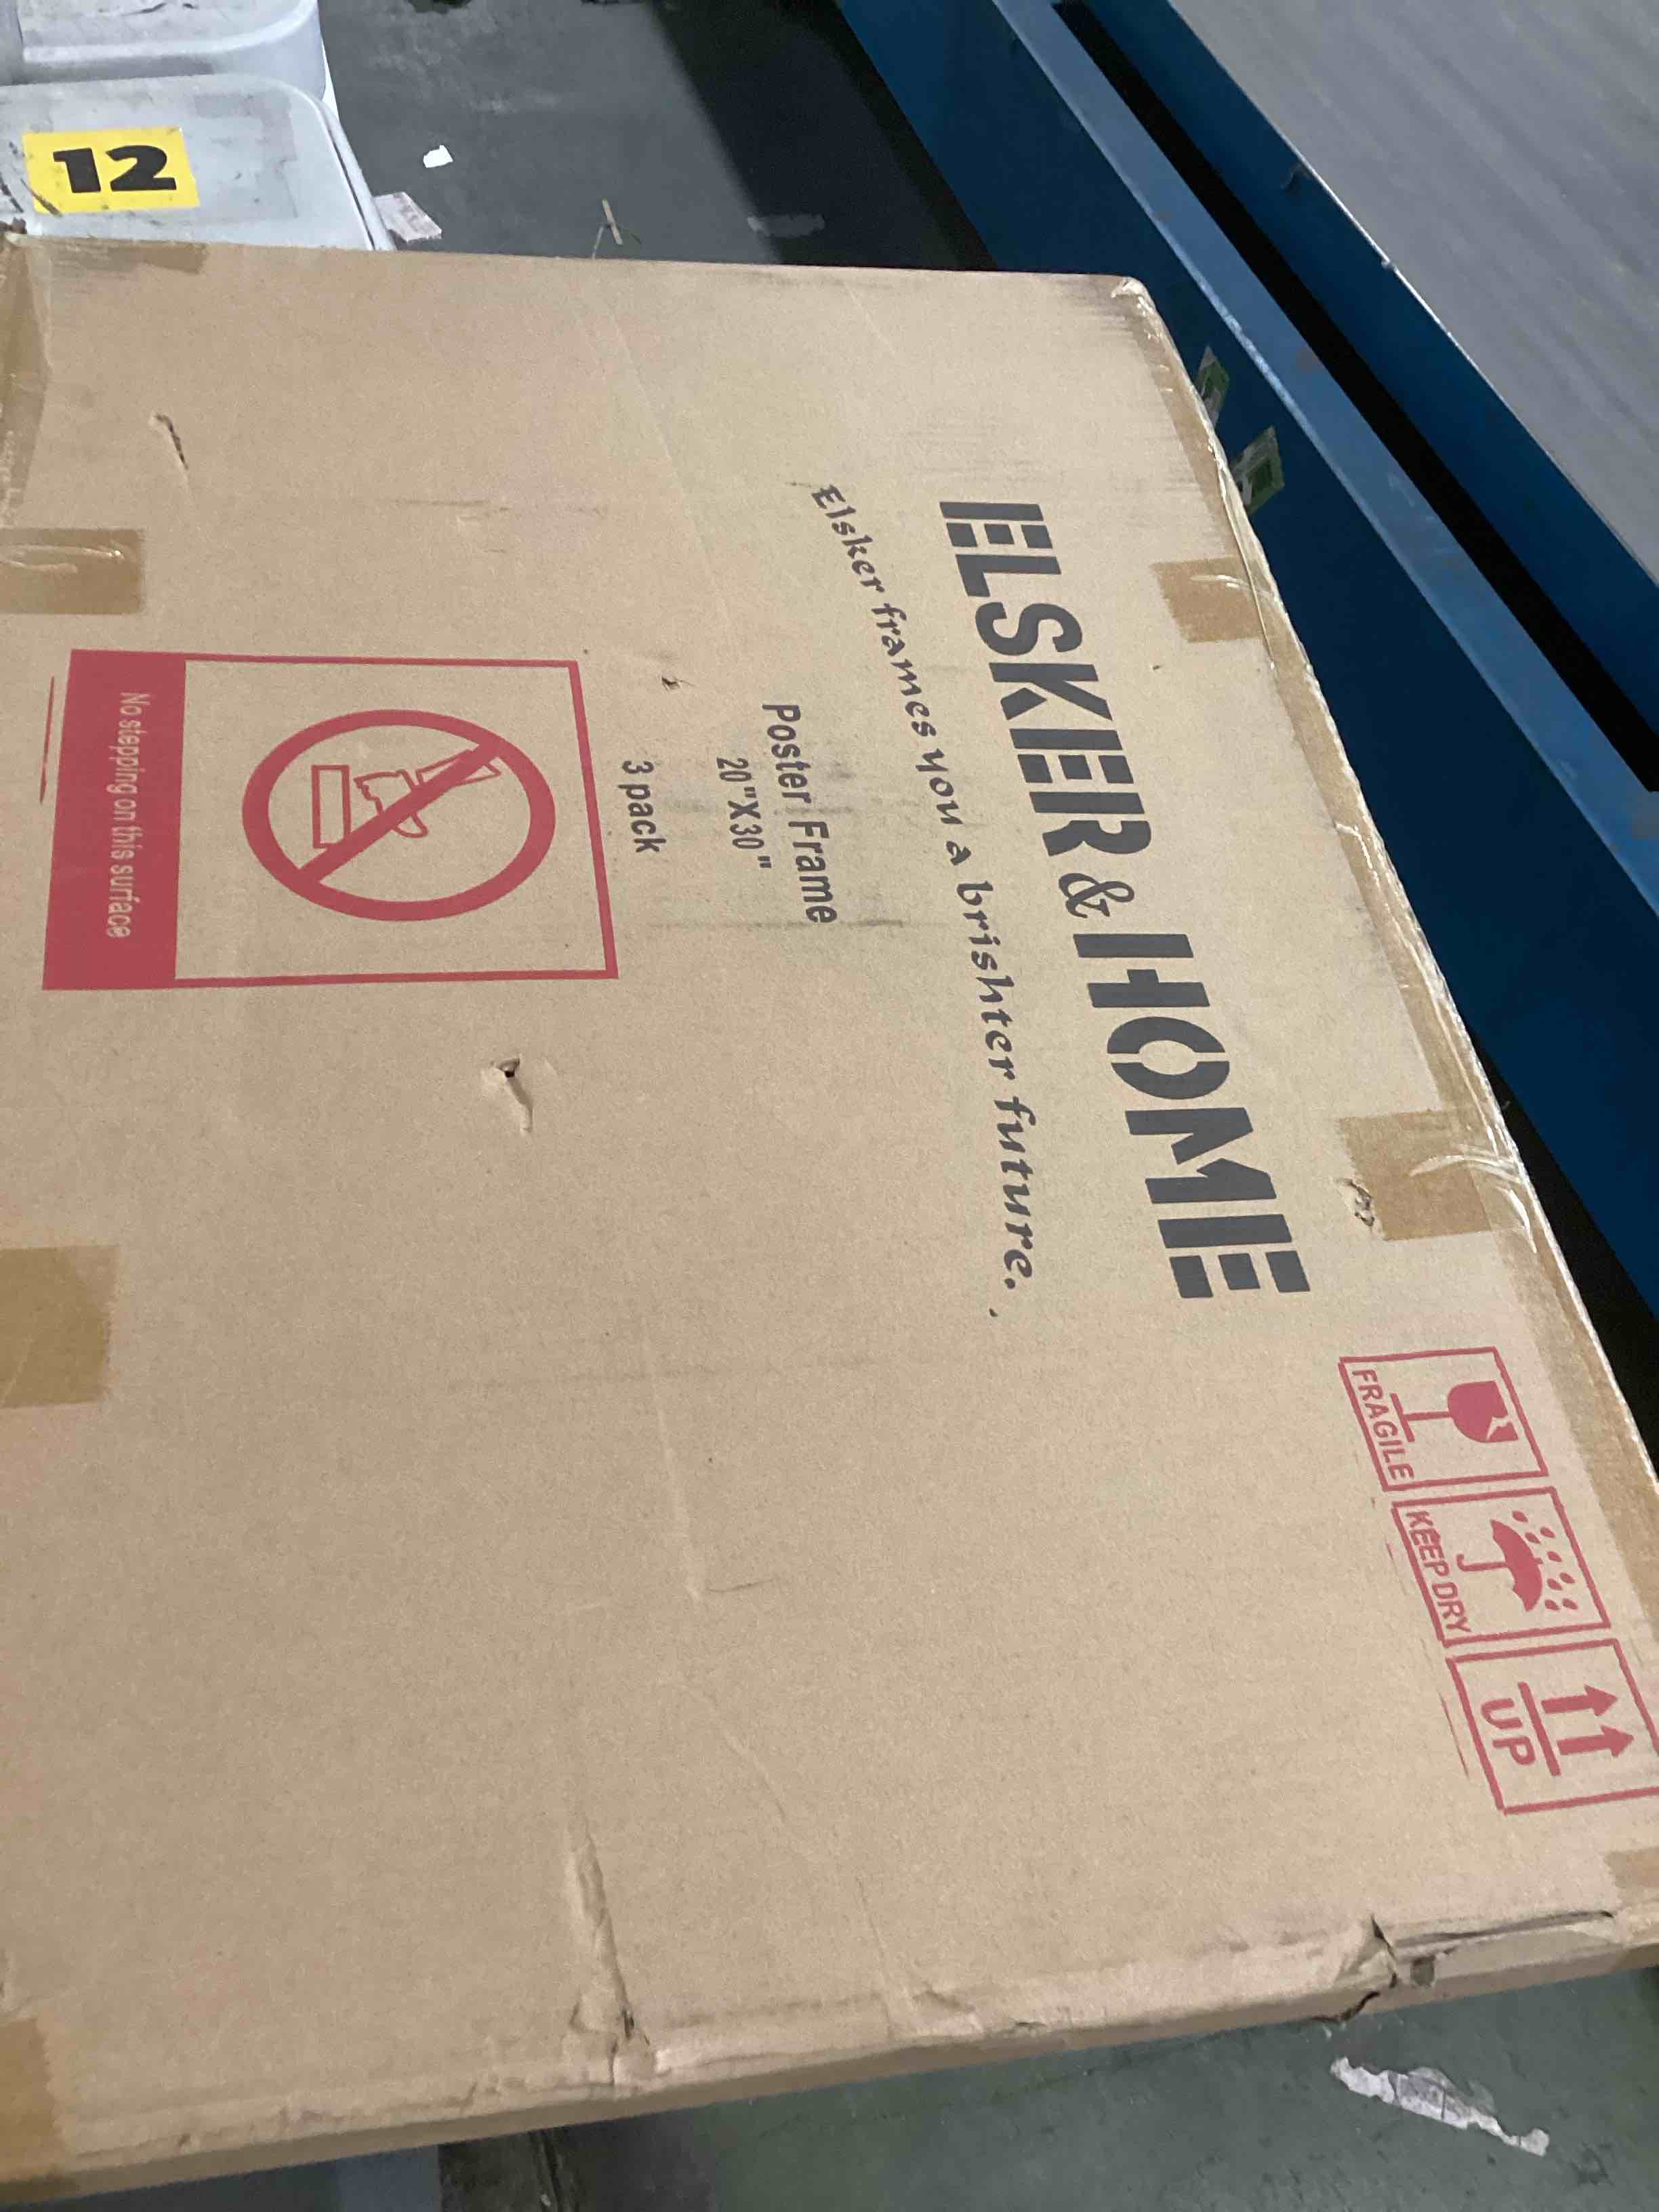 12
ELSKER & HOME
Elsker frames you a brishter future.
Poster Frame
20"X30"
3 pack
No stepping on this surface
FRAGILE
KEEP DRY
UP